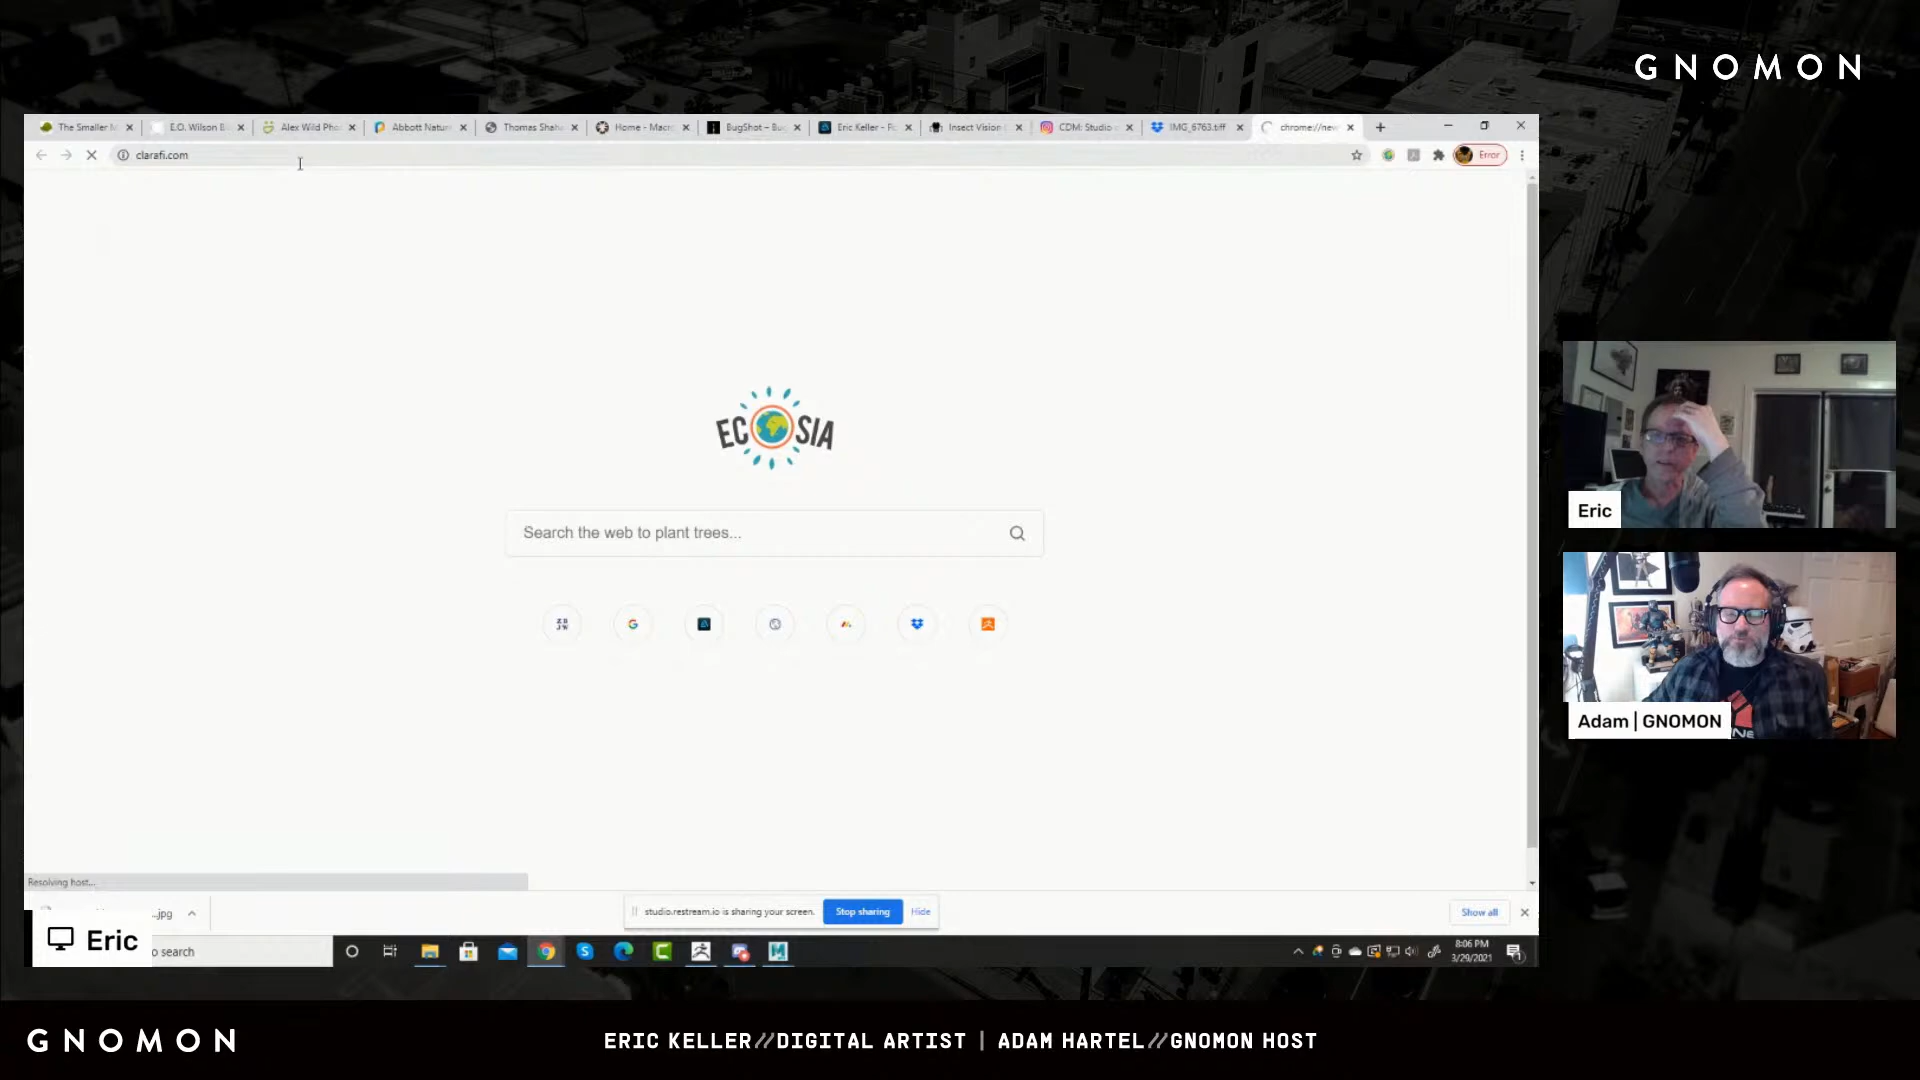 GNOMON
The Smaller M
E.O. Wilson Bi
Alex Wild Pho
Abbott Natur
Thomas Shah
Home - Macr
BugShot – Bug
Eric Keller - Po
Insect Vision
CDM: Studio
IMG_6763.tiff
chrome://new
clarafi.com
Error
ECOSIA
Search the web to plant trees...
Eric
Adam | GNOMON
Resolving host...
...jpg
studio.restream.io is sharing your screen.
Stop sharing
Hide
Show all
Eric
o search
8:06 PM
3/29/2021
GNOMON
ERIC KELLER//DIGITAL ARTIST | ADAM HARTEL//GNOMON HOST